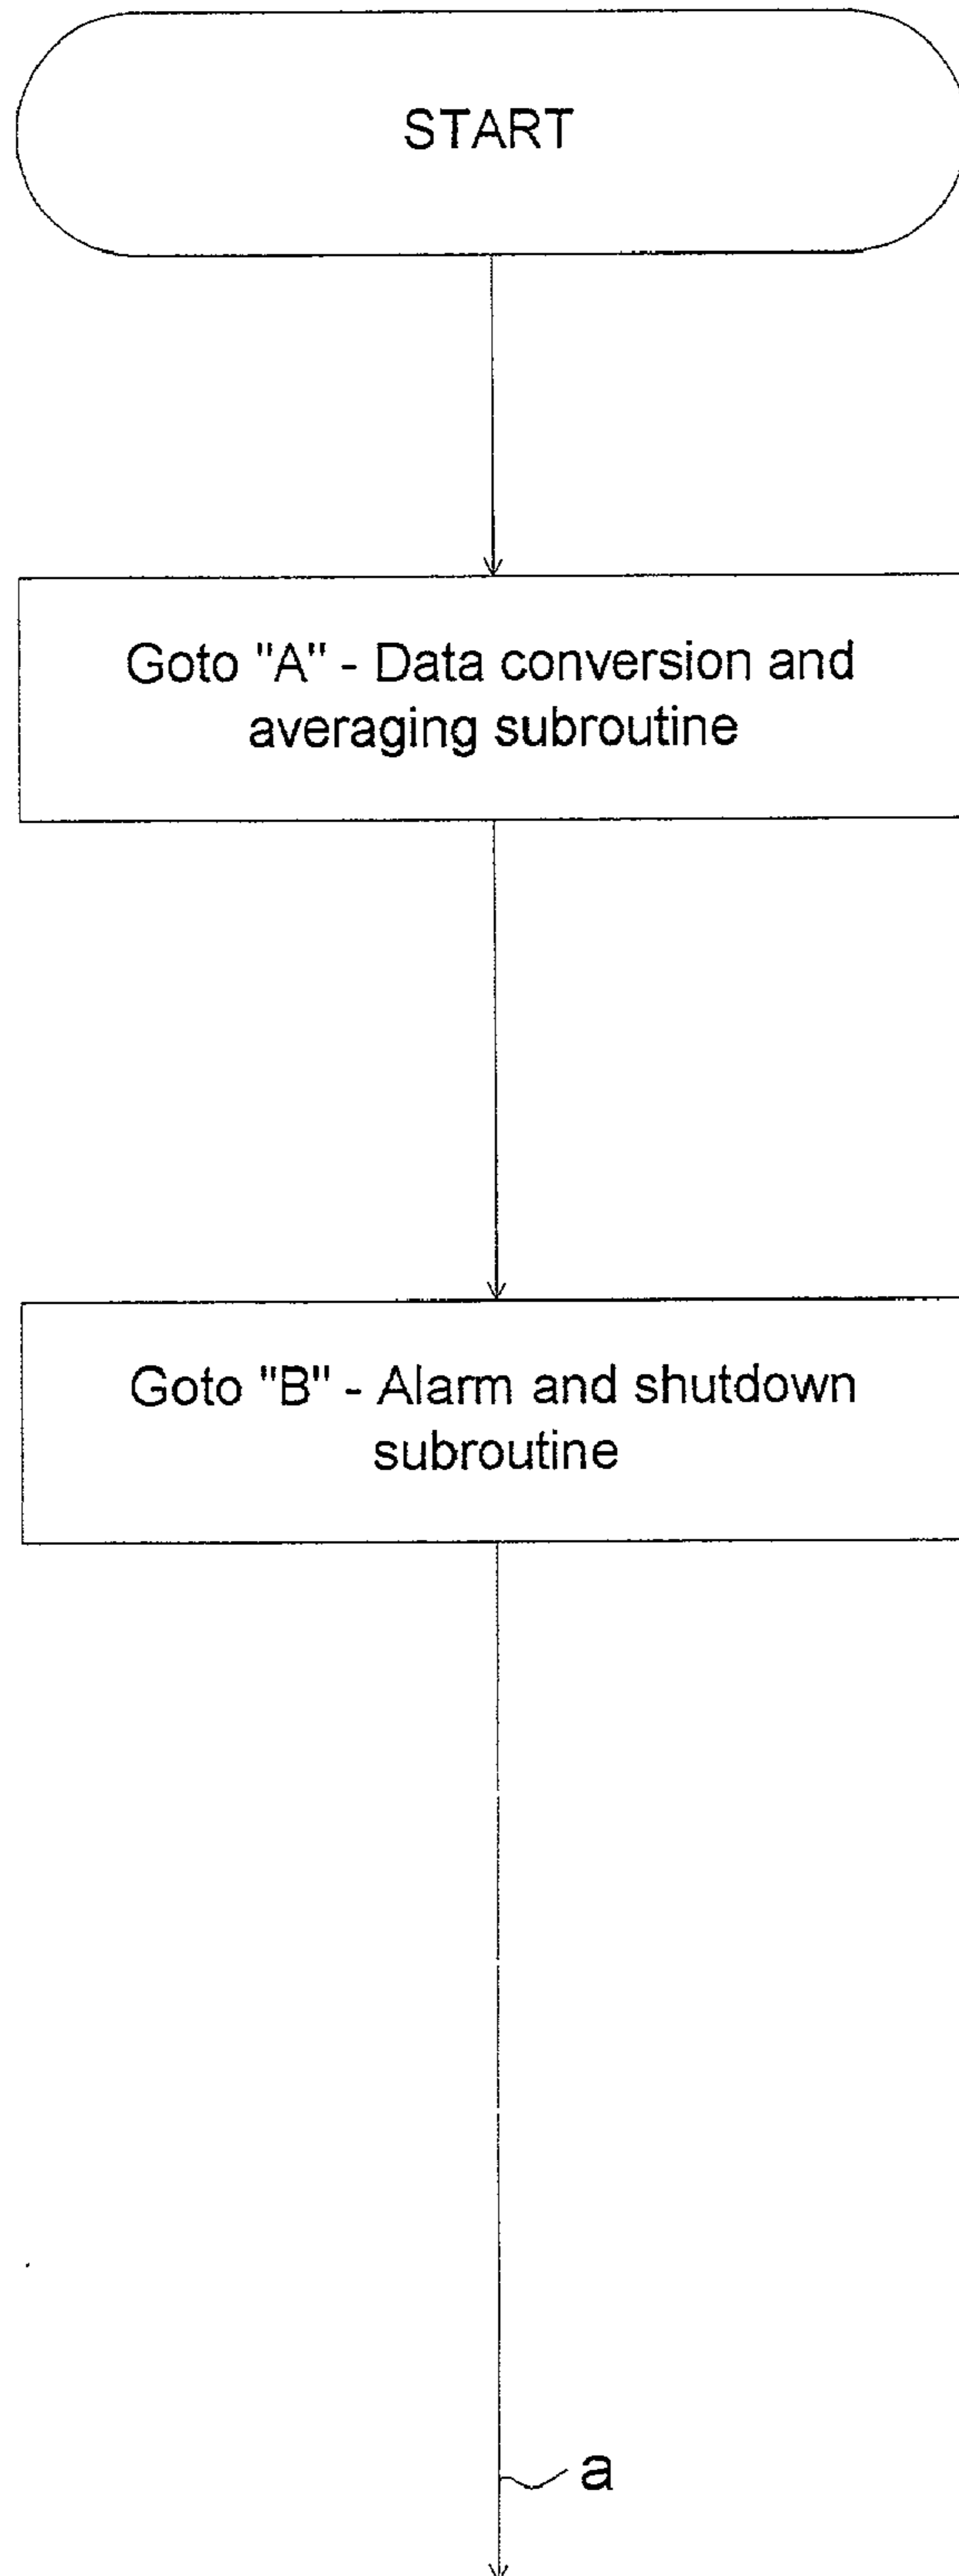 START
Goto "A" - Data conversion and
averaging subroutine
Goto "B" - Alarm and shutdown
subroutine
a